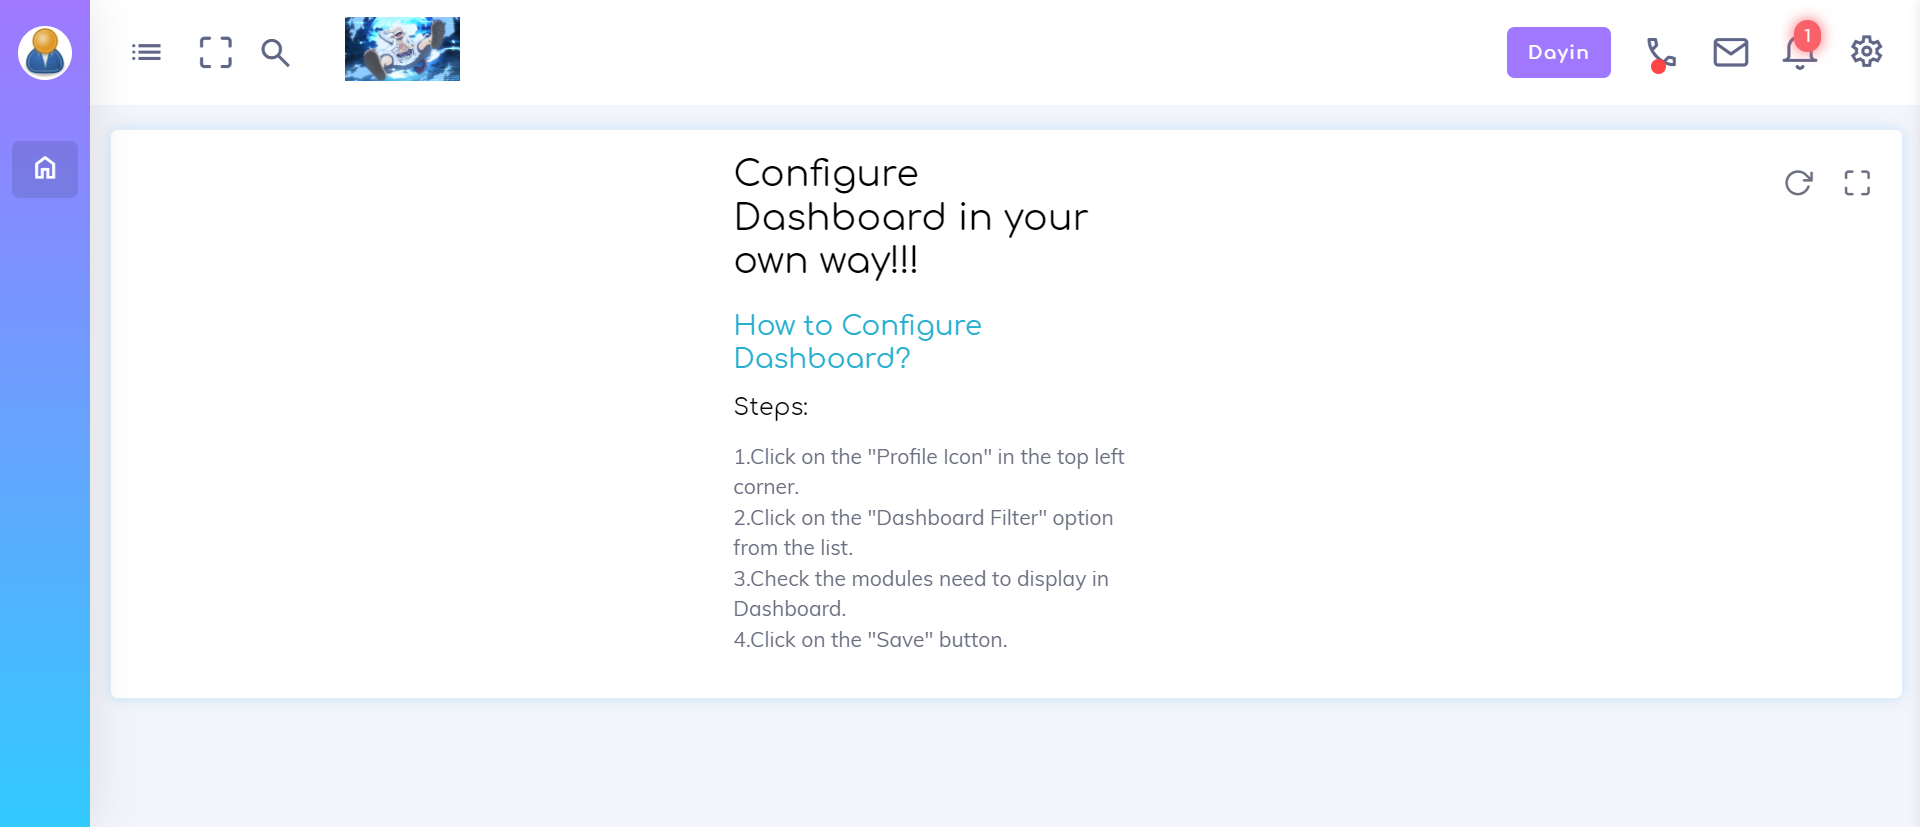 Dayin
1
Configure
Dashboard in your
own way!!!
How to Configure
Dashboard?
Steps:
1.Click on the "Profile Icon" in the top left
corner.
2.Click on the "Dashboard Filter" option
from the list.
3.Check the modules need to display in
Dashboard.
4.Click on the "Save" button.